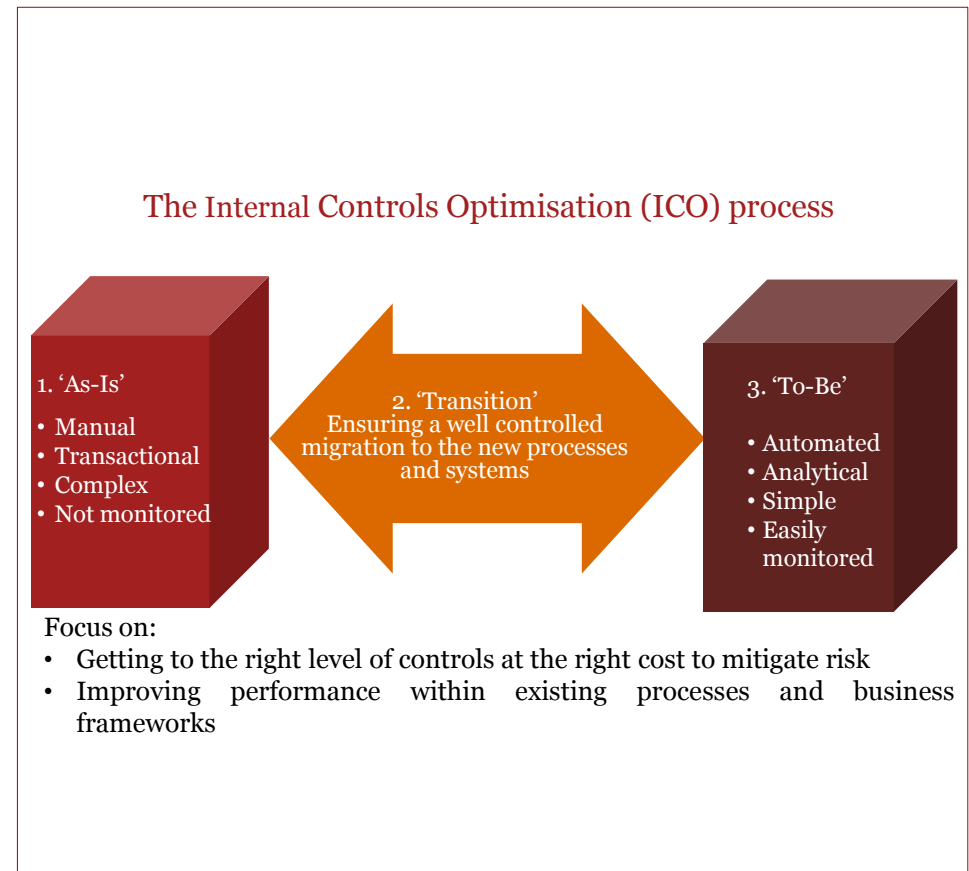 The Internal Controls Optimisation (ICO) process
1. ‘As-Is’
• Manual
• Transactional
• Complex
• Not monitored
2. ‘Transition’
Ensuring a well controlled
migration to the new processes
and systems
3. ‘To-Be’
• Automated
• Analytical
• Simple
• Easily
monitored
Focus on:
• Getting to the right level of controls at the right cost to mitigate risk
• Improving performance within existing processes and business
frameworks